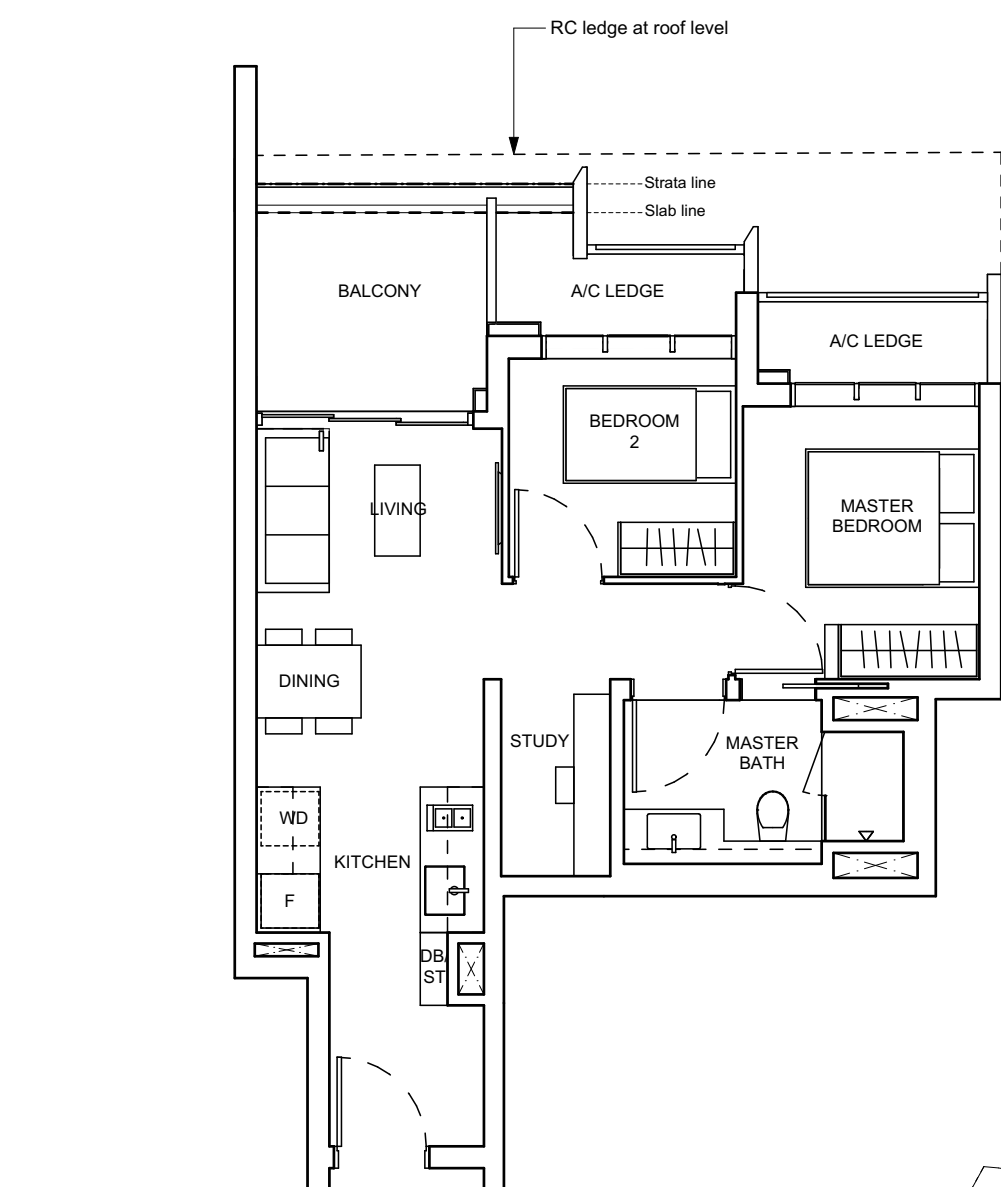 RC ledge at roof level
Strata line
Slab line
BALCONY
A/C LEDGE
A/C LEDGE
BEDROOM
2
LIVING
MASTER
BEDROOM
DINING
STUDY
MASTER
BATH
WD
KITCHEN
F
DB/
ST